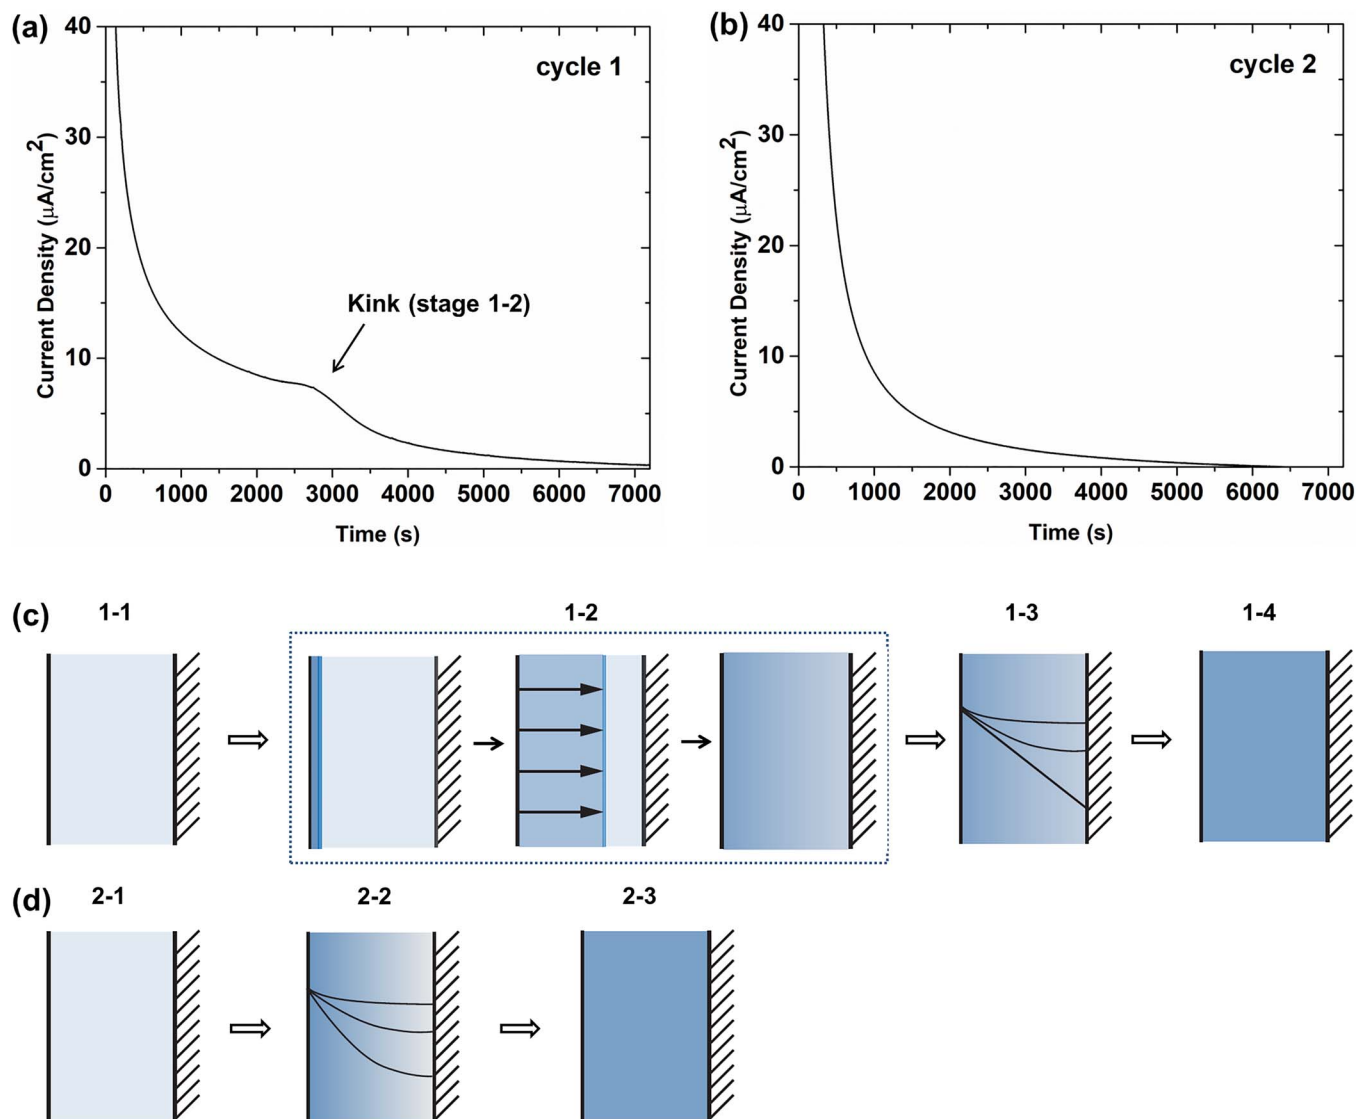 (a)
cycle 1
Kink (stage 1-2)
Current Density (μA/cm²)
40
30
20
10
0
0 1000 2000 3000 4000 5000 6000 7000
Time (s)
(b)
cycle 2
Current Density (μA/cm²)
40
30
20
10
0
0 1000 2000 3000 4000 5000 6000 7000
Time (s)
(c)
1-1 1-2 1-3 1-4
(d)
2-1 2-2 2-3